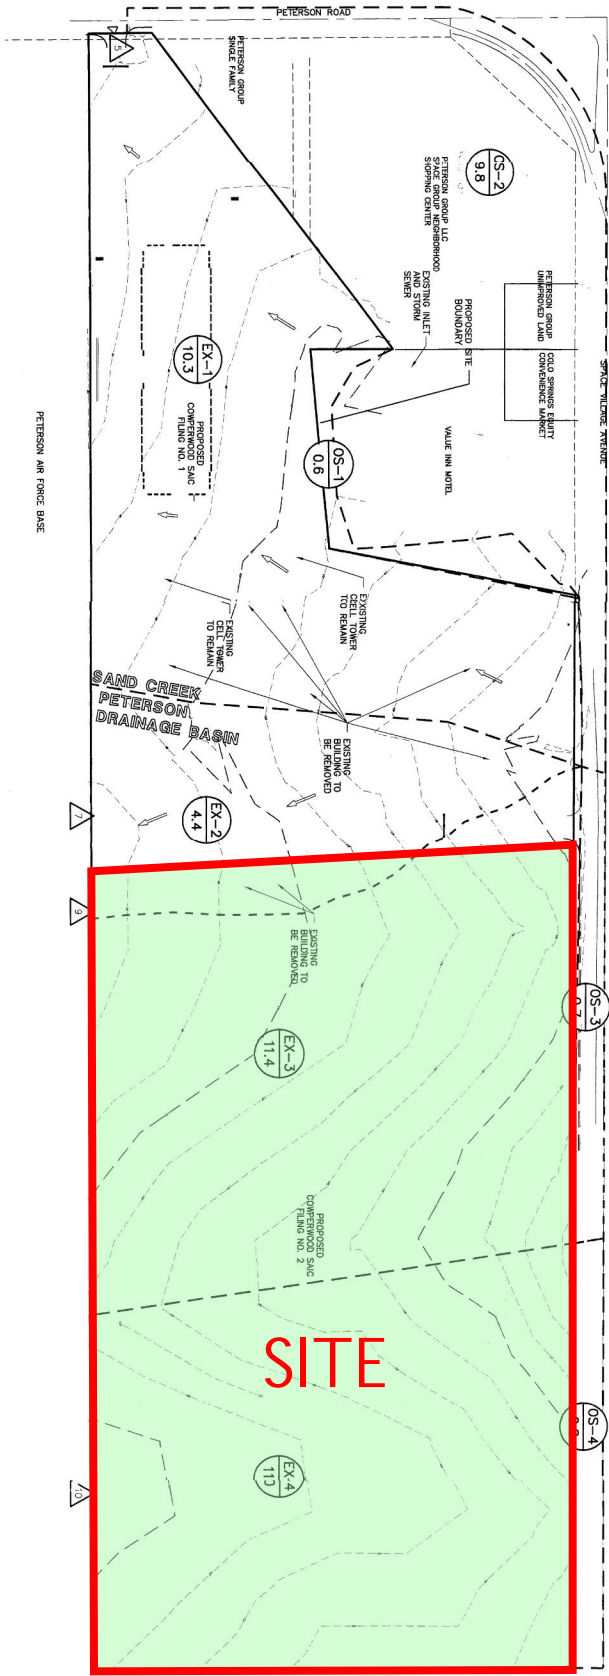 PETERSON ROAD
5
PETERSON GROUP
SINGLE FAMILY
CS-2
9.8
PETERSON GROUP LLC
SPACE GROUP NEIGHBORHOOD
SHOPPING CENTER
EXISTING INLET
AND STORM
SEWER
PROPOSED SITE
BOUNDARY
PETERSON GROUP
UNIMPROVED LAND
COLO SPRINGS EQUITY
CONVENIENCE MARKET
SPACE VILLAGE AVENUE
VALUE INN MOTEL
EX-1
10.3
PROPOSED
COWPERWOOD SAIC
FILING NO. 1
OS-1
0.6
PETERSON AIR FORCE BASE
EXISTING
CELL TOWER
TO REMAIN
EXISTING
CELL TOWER
TO REMAIN
SAND CREEK
PETERSON
DRAINAGE BASIN
EXISTING
BUILDING TO
BE REMOVED
EX-2
4.4
7
9
EXISTING
BUILDING TO
BE REMOVED
OS-3
EX-3
11.4
PROPOSED
COWPERWOOD SAIC
FILING NO. 2
SITE
OS-4
EX-4
10